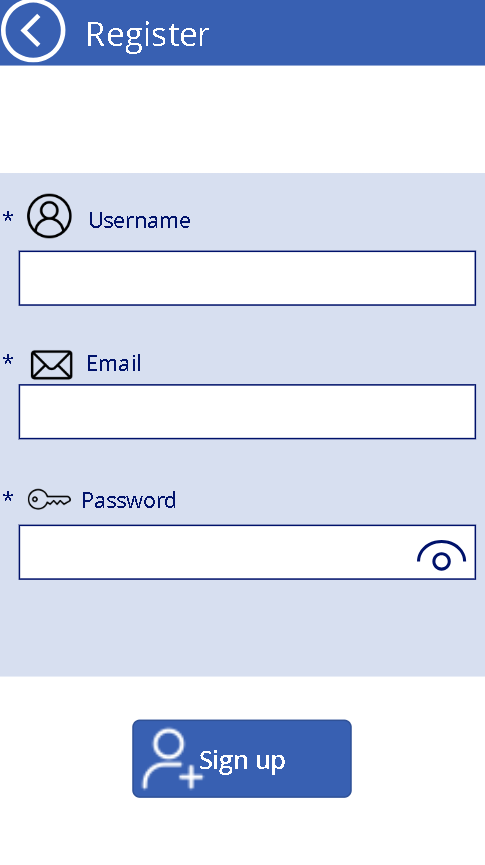 Register
* Username
* Email
* Password
Sign up